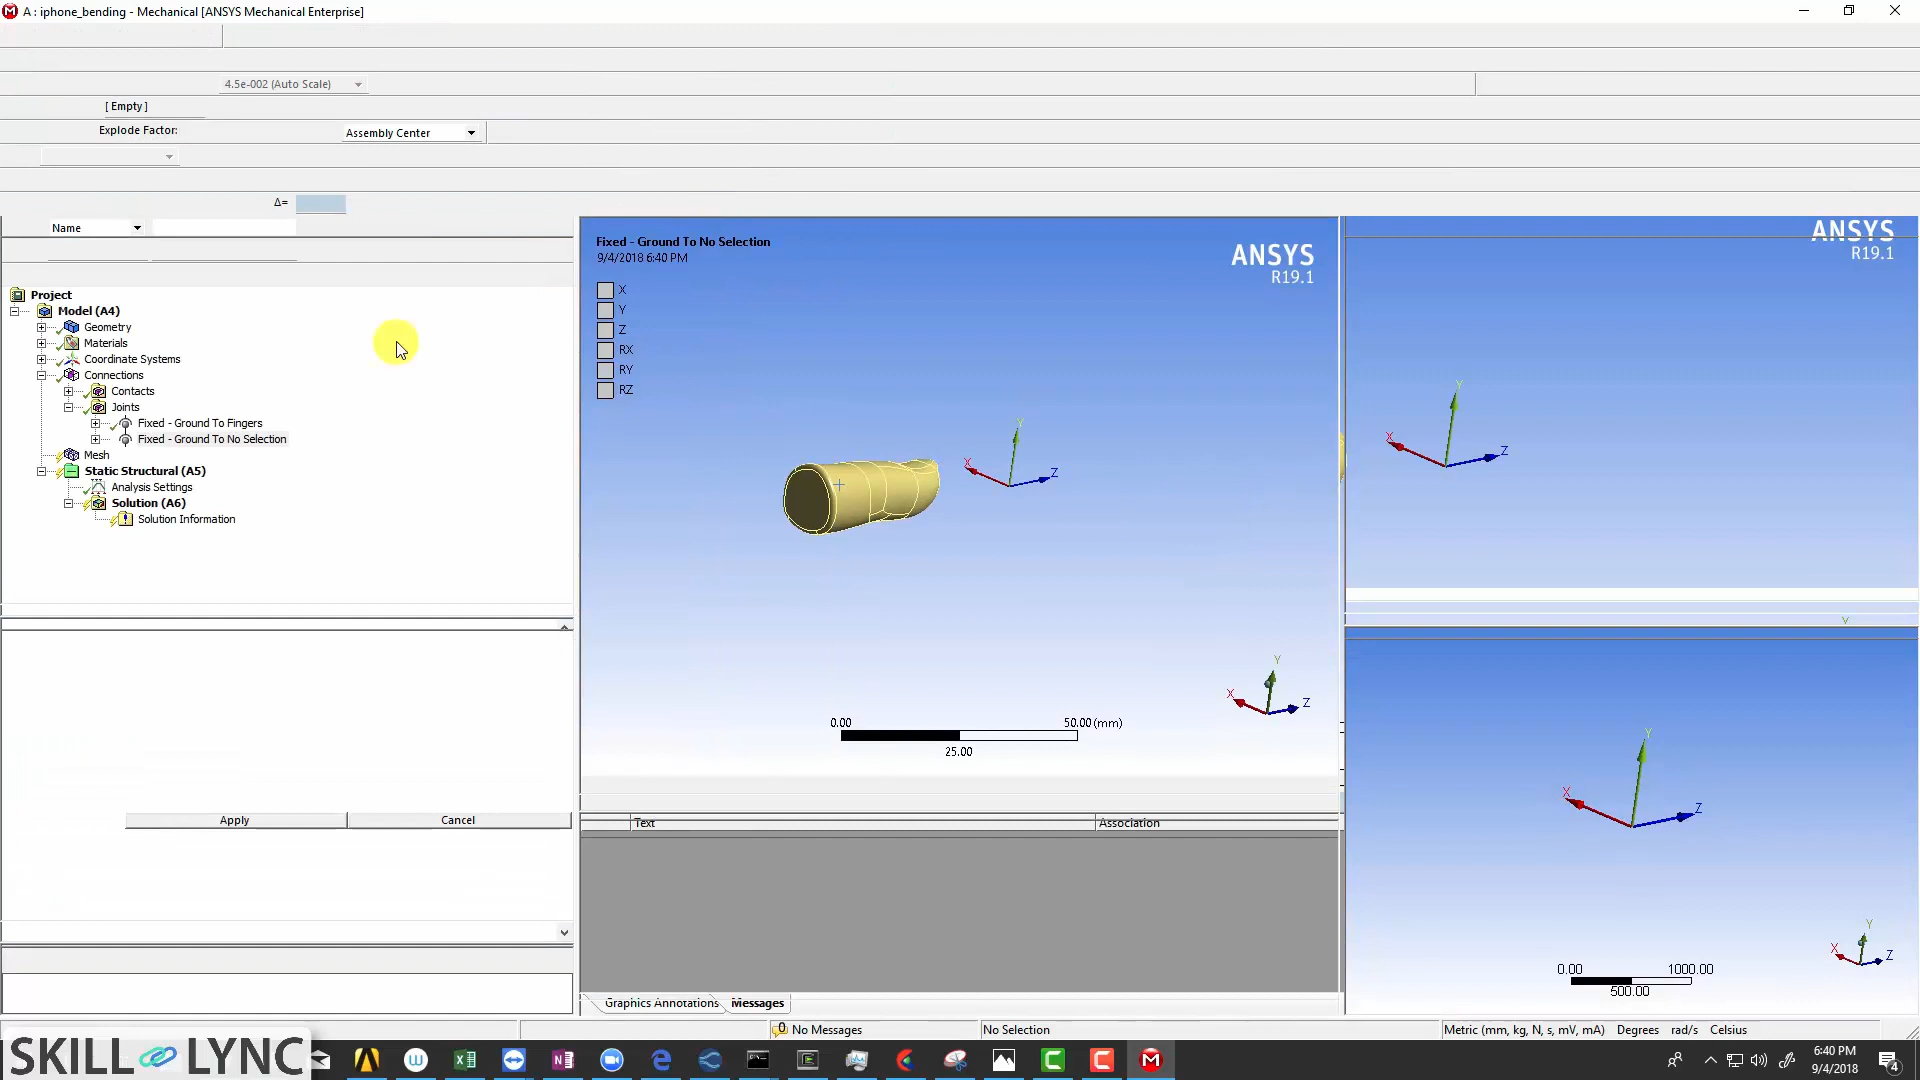 A : iphone_bending - Mechanical [ANSYS Mechanical Enterprise]
4.5e-002 (Auto Scale)
[ Empty ]
Explode Factor:
Assembly Center
Δ=
Name
Project
Model (A4)
Geometry
Materials
Coordinate Systems
Connections
Contacts
Joints
Fixed - Ground To Fingers
Fixed - Ground To No Selection
Mesh
Static Structural (A5)
Analysis Settings
Solution (A6)
Solution Information
Apply
Cancel
Fixed - Ground To No Selection
9/4/2018 6:40 PM
X
Y
Z
RX
RY
RZ
ANSYS
R19.1
Y
X
Z
Y
X
Z
0.00
50.00 (mm)
25.00
Text
Association
Graphics Annotations
Messages
ANSYS
R19.1
Y
X
Z
Y
Y
X
Z
Y
X
Z
0.00
1000.00
500.00
0 No Messages
No Selection
Metric (mm, kg, N, s, mV, mA)
Degrees
rad/s
Celsius
SKILL LYNC
6:40 PM
9/4/2018
4